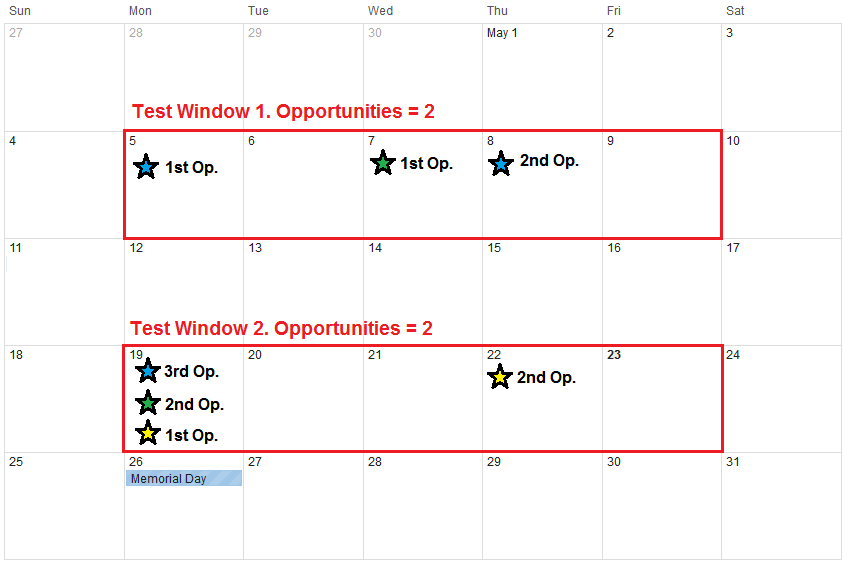 Sun Mon Tue Wed Thu Fri Sat
27 28 29 30 May 1 2 3
Test Window 1. Opportunities = 2
4 5 6 7 8 9 10
1st Op. 1st Op. 2nd Op.
11 12 13 14 15 16 17
Test Window 2. Opportunities = 2
18 19 20 21 22 23 24
3rd Op. 2nd Op.
2nd Op.
1st Op.
25 26 27 28 29 30 31
Memorial Day